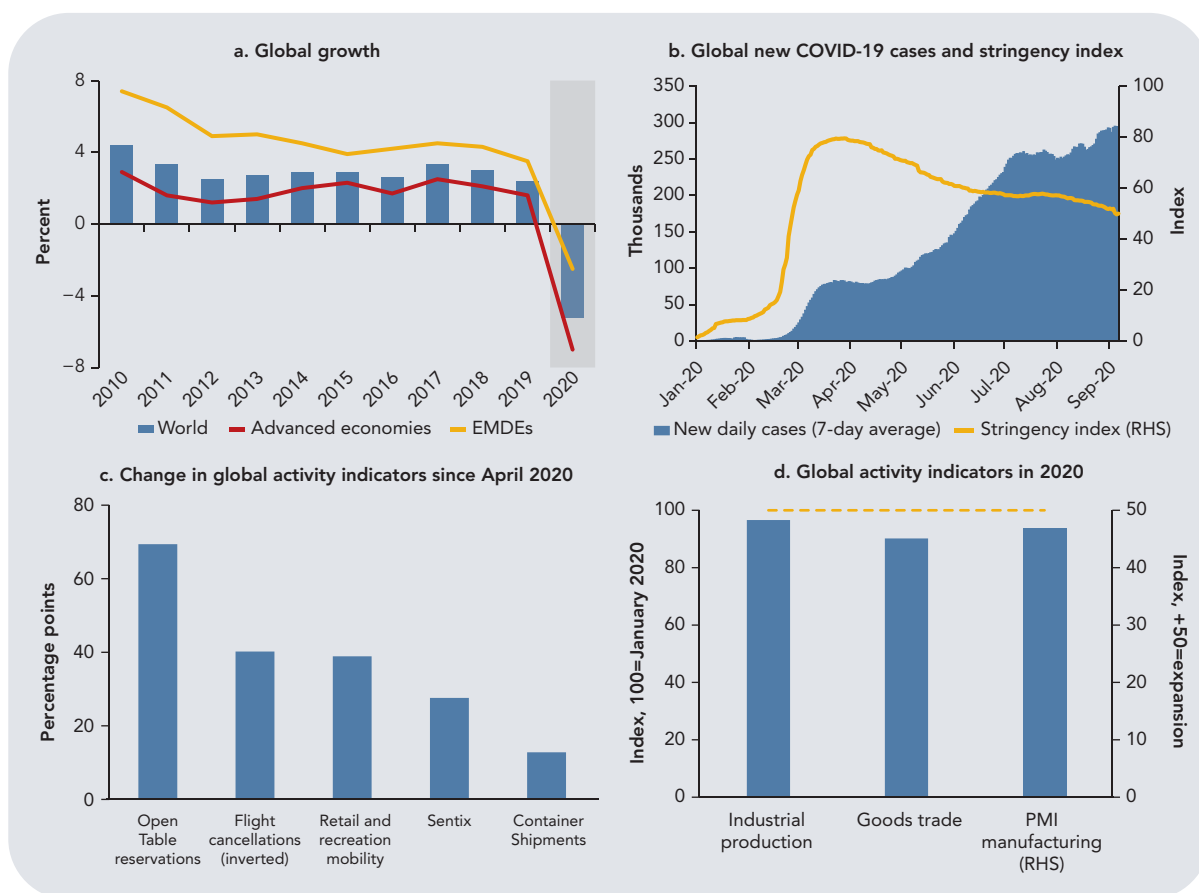 a. Global growth
Percent
8
4
0
−4
−8
2010
2011
2012
2013
2014
2015
2016
2017
2018
2019
2020
World
Advanced economies
EMDEs
b. Global new COVID-19 cases and stringency index
Thousands
350
300
250
200
150
100
50
0
Index
100
80
60
40
20
0
Jan-20
Feb-20
Mar-20
Apr-20
May-20
Jun-20
Jul-20
Aug-20
Sep-20
New daily cases (7-day average)
Stringency index (RHS)
c. Change in global activity indicators since April 2020
Percentage points
80
60
40
20
0
Open
Table
reservations
Flight
cancellations
(inverted)
Retail and
recreation
mobility
Sentix
Container
Shipments
d. Global activity indicators in 2020
Index, 100=January 2020
100
80
60
40
20
0
Index, +50=expansion
50
40
30
20
10
0
Industrial
production
Goods trade
PMI
manufacturing
(RHS)